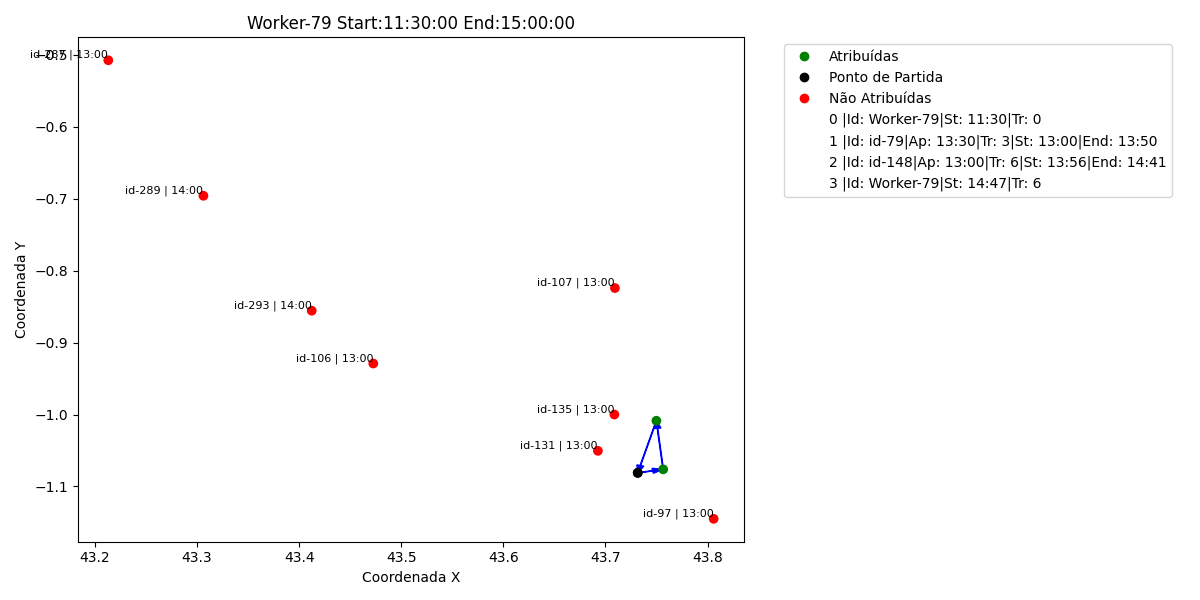 Worker-79 Start:11:30:00 End:15:00:00
Coordenada Y
−0.5
−0.6
−0.7
−0.8
−0.9
−1.0
−1.1
13:00
id-289 | 14:00
id-107 | 13:00
id-293 | 14:00
id-106 | 13:00
id-135 | 13:00
id-131 | 13:00
id-97 | 13:00
43.2 43.3 43.4 43.5 43.6 43.7 43.8
Coordenada X
Atribuídas
Ponto de Partida
Não Atribuídas
0 |Id: Worker-79|St: 11:30|Tr: 0
1 |Id: id-79|Ap: 13:30|Tr: 3|St: 13:00|End: 13:50
2 |Id: id-148|Ap: 13:00|Tr: 6|St: 13:56|End: 14:41
3 |Id: Worker-79|St: 14:47|Tr: 6